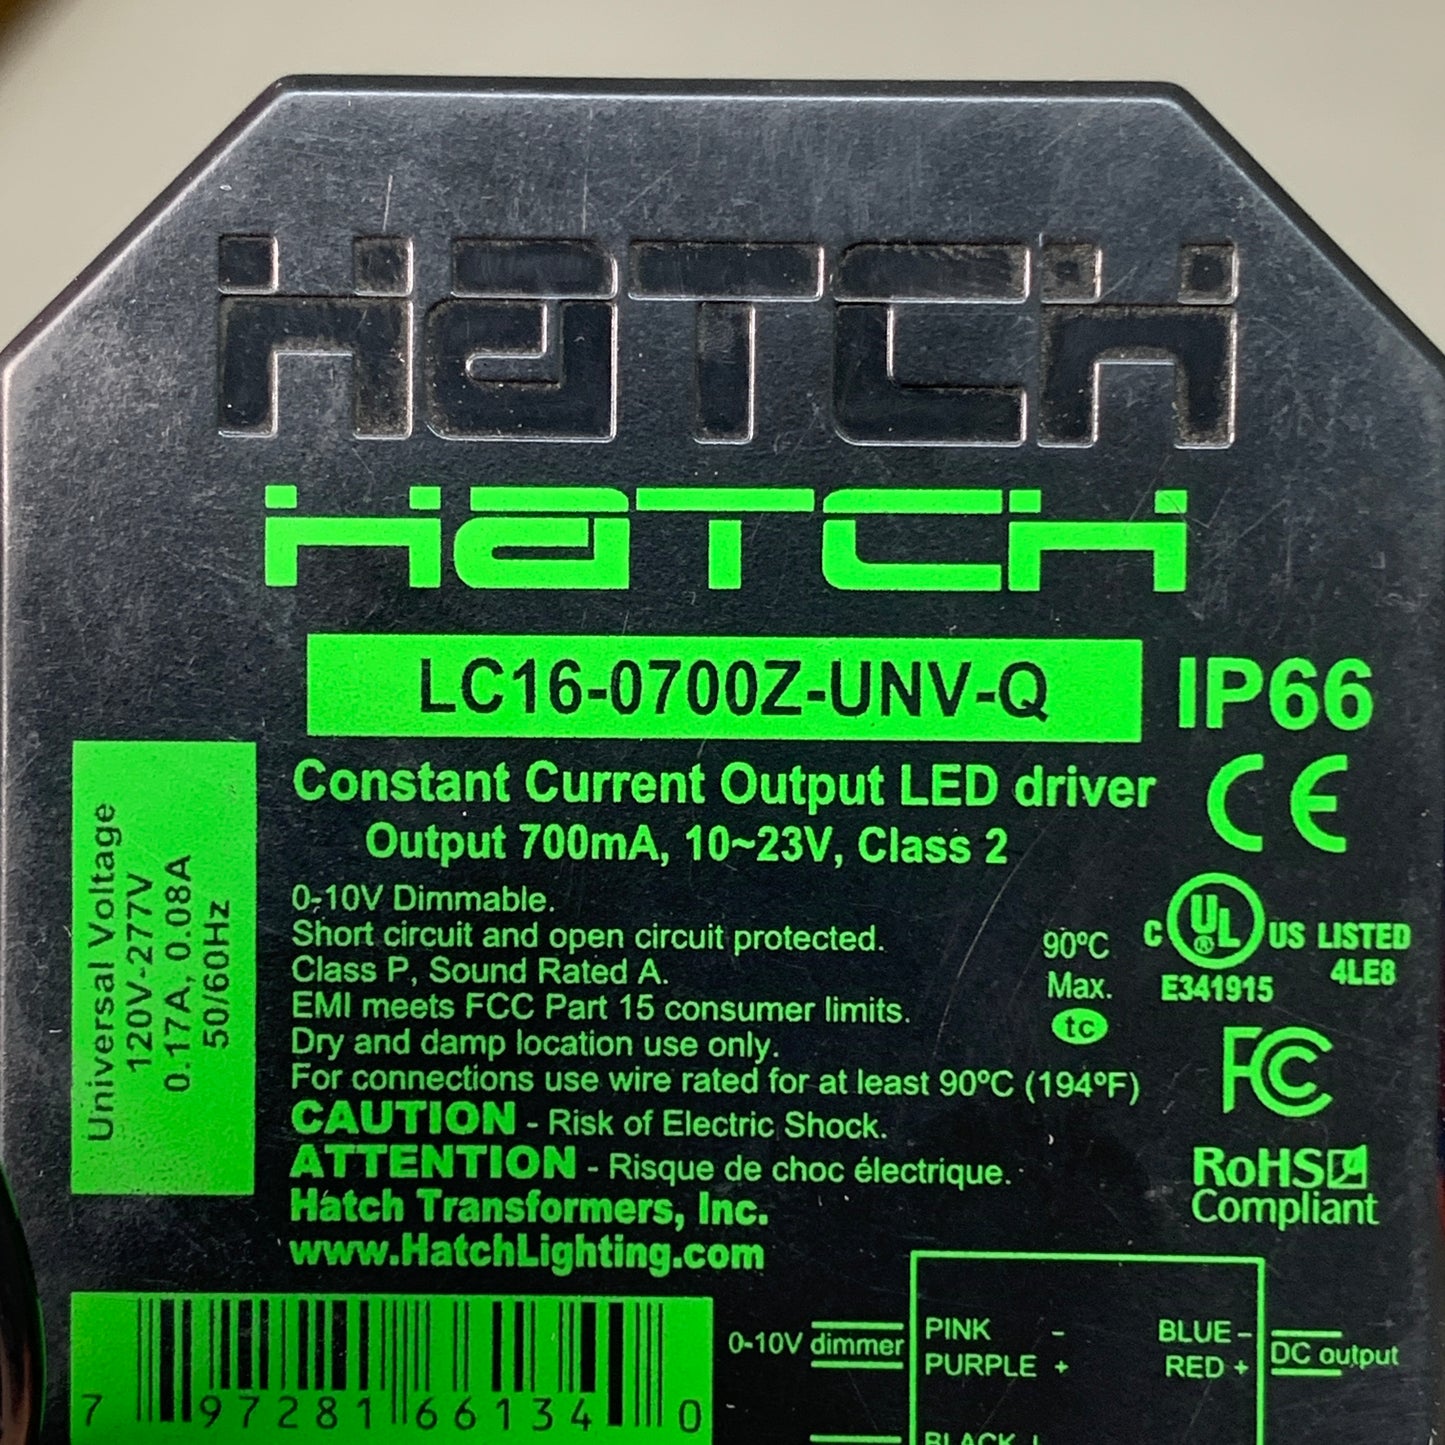 HATCH
HATCH
LC16-0700Z-UNV-Q
IP66
Constant Current Output LED driver
Output 700mA, 10~23V, Class 2
CE
Universal Voltage
120V-277V
0.17A, 0.08A
50/60Hz
0-10V Dimmable.
Short circuit and open circuit protected.
Class P, Sound Rated A.
EMI meets FCC Part 15 consumer limits.
Dry and damp location use only.
For connections use wire rated for at least 90ºC (194ºF)
CAUTION - Risk of Electric Shock.
ATTENTION - Risque de choc électrique.
Hatch Transformers, Inc.
www.HatchLighting.com
90ºC
Max.
tc
C UL ® US LISTED
E341915 4LE8
FC
RoHS
Compliant
7 97281 66134 0
0-10V dimmer
PINK -
PURPLE +
BLUE -
RED +
DC output
BLACK L